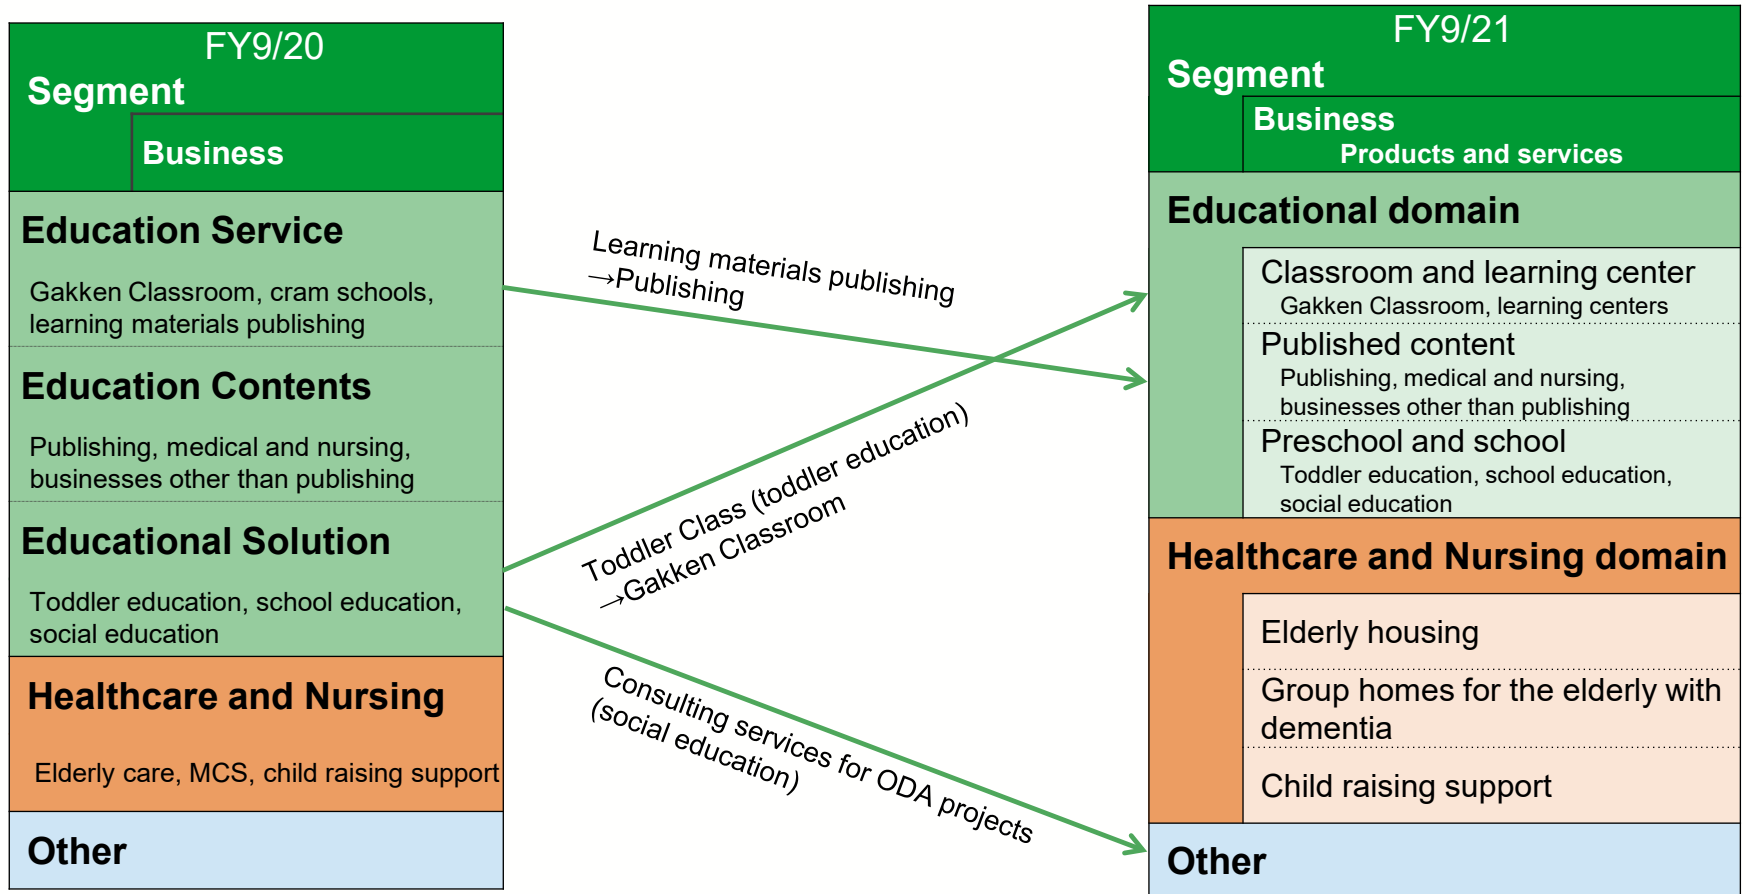 FY9/20
Segment
Business
Education Service
Gakken Classroom, cram schools,
learning materials publishing
Education Contents
Publishing, medical and nursing,
businesses other than publishing
Educational Solution
Toddler education, school education,
social education
Healthcare and Nursing
Elderly care, MCS, child raising support
Other
Learning materials publishing
→Publishing
Toddler Class (toddler education)
→Gakken Classroom
Consulting services for ODA projects
(social education)
FY9/21
Segment
Business
Products and services
Educational domain
Classroom and learning center
Gakken Classroom, learning centers
Published content
Publishing, medical and nursing,
businesses other than publishing
Preschool and school
Toddler education, school education,
social education
Healthcare and Nursing domain
Elderly housing
Group homes for the elderly with
dementia
Child raising support
Other